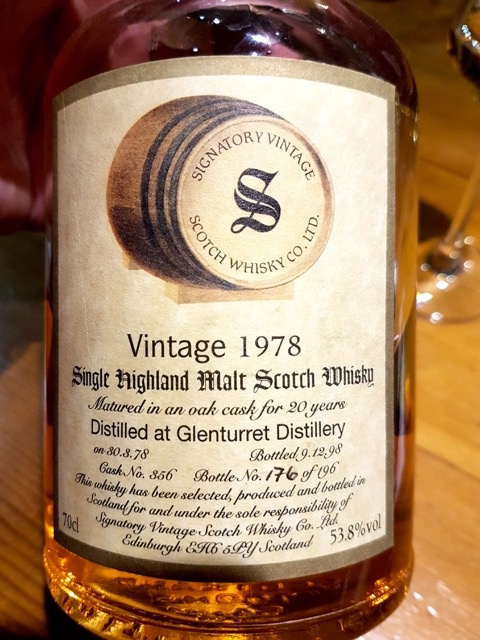 SIGNATORY VINTAGE
S
SCOTCH WHISKY CO. LTD.
Vintage 1978
Single Highland Malt Scotch Whisky
Matured in an oak cask for 20 years
Distilled at Glenturret Distillery
on 30.3.78 Bottled 9.12.98
Cask No. 356 Bottle No. 176 of 196
This whisky has been selected, produced and bottled in
Scotland for and under the sole responsibility of
Signatory Vintage Scotch Whisky Co. Ltd.
Edinburgh EH6 5PY Scotland
70cl 53.8%vol